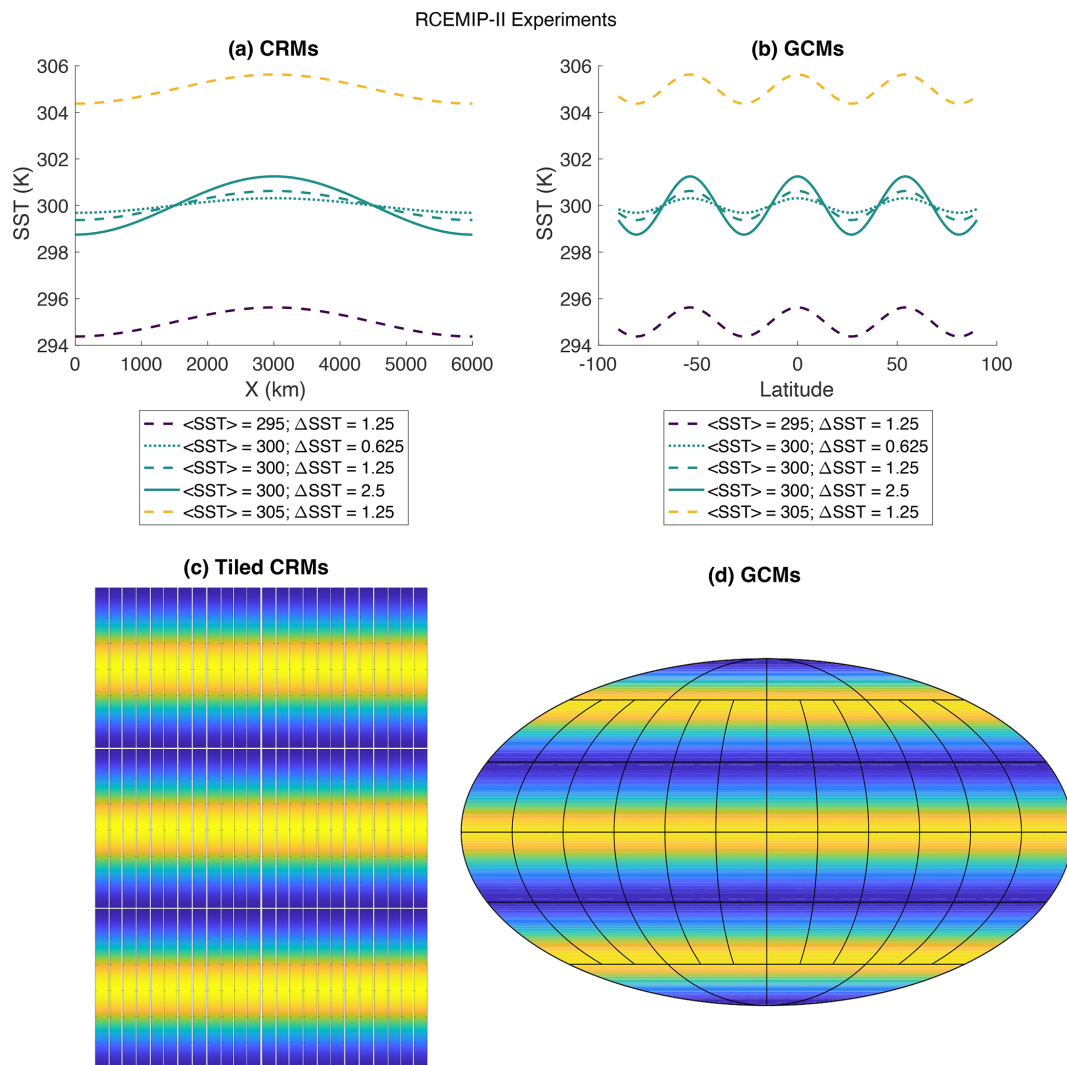 RCEMIP-II Experiments
(a) CRMs
306
304
302
300
298
296
294
SST (K)
0
1000
2000
3000
4000
5000
6000
X (km)
<SST> = 295; ΔSST = 1.25
<SST> = 300; ΔSST = 0.625
<SST> = 300; ΔSST = 1.25
<SST> = 300; ΔSST = 2.5
<SST> = 305; ΔSST = 1.25
(b) GCMs
306
304
302
300
298
296
294
SST (K)
-100
-50
0
50
100
Latitude
<SST> = 295; ΔSST = 1.25
<SST> = 300; ΔSST = 0.625
<SST> = 300; ΔSST = 1.25
<SST> = 300; ΔSST = 2.5
<SST> = 305; ΔSST = 1.25
(c) Tiled CRMs
(d) GCMs